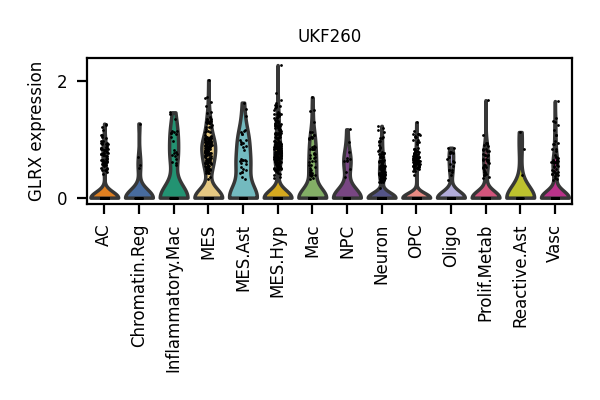 UKF260
GLRX expression
2
0
AC
Chromatin.Reg
Inflammatory.Mac
MES
MES.Ast
MES.Hyp
Mac
NPC
Neuron
OPC
Oligo
Prolif.Metab
Reactive.Ast
Vasc